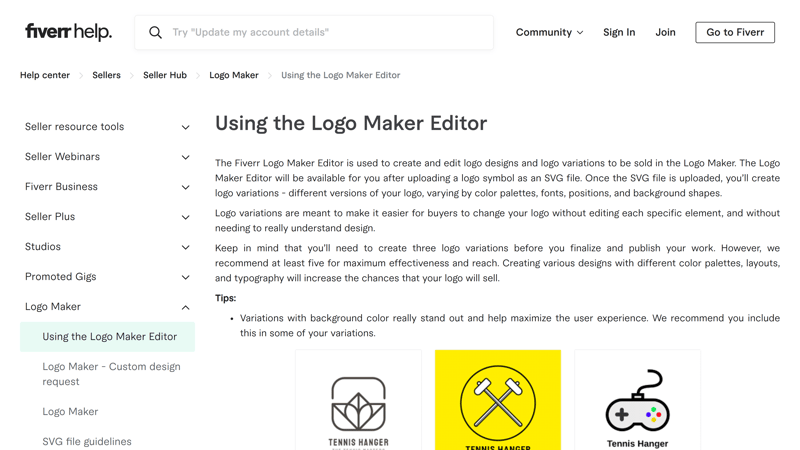 fiverr help.
Try "Update my account details"
Community
Sign In
Join
Go to Fiverr
Help center
Sellers
Seller Hub
Logo Maker
Using the Logo Maker Editor
Seller resource tools
Seller Webinars
Fiverr Business
Seller Plus
Studios
Promoted Gigs
Logo Maker
Using the Logo Maker Editor
Logo Maker - Custom design
request
Logo Maker
SVG file guidelines
Using the Logo Maker Editor
The Fiverr Logo Maker Editor is used to create and edit logo designs and logo variations to be sold in the Logo Maker. The Logo
Maker Editor will be available for you after uploading a logo symbol as an SVG file. Once the SVG file is uploaded, you'll create
logo variations - different versions of your logo, varying by color palettes, fonts, positions, and background shapes.
Logo variations are meant to make it easier for buyers to change your logo without editing each specific element, and without
needing to really understand design.
Keep in mind that you'll need to create three logo variations before you finalize and publish your work. However, we
recommend at least five for maximum effectiveness and reach. Creating various designs with different color palettes, layouts,
and typography will increase the chances that your logo will sell.
Tips:
• Variations with background color really stand out and help maximize the user experience. We recommend you include
this in some of your variations.
TENNIS HANGER
TENNIS HANGER
Tennis Hanger